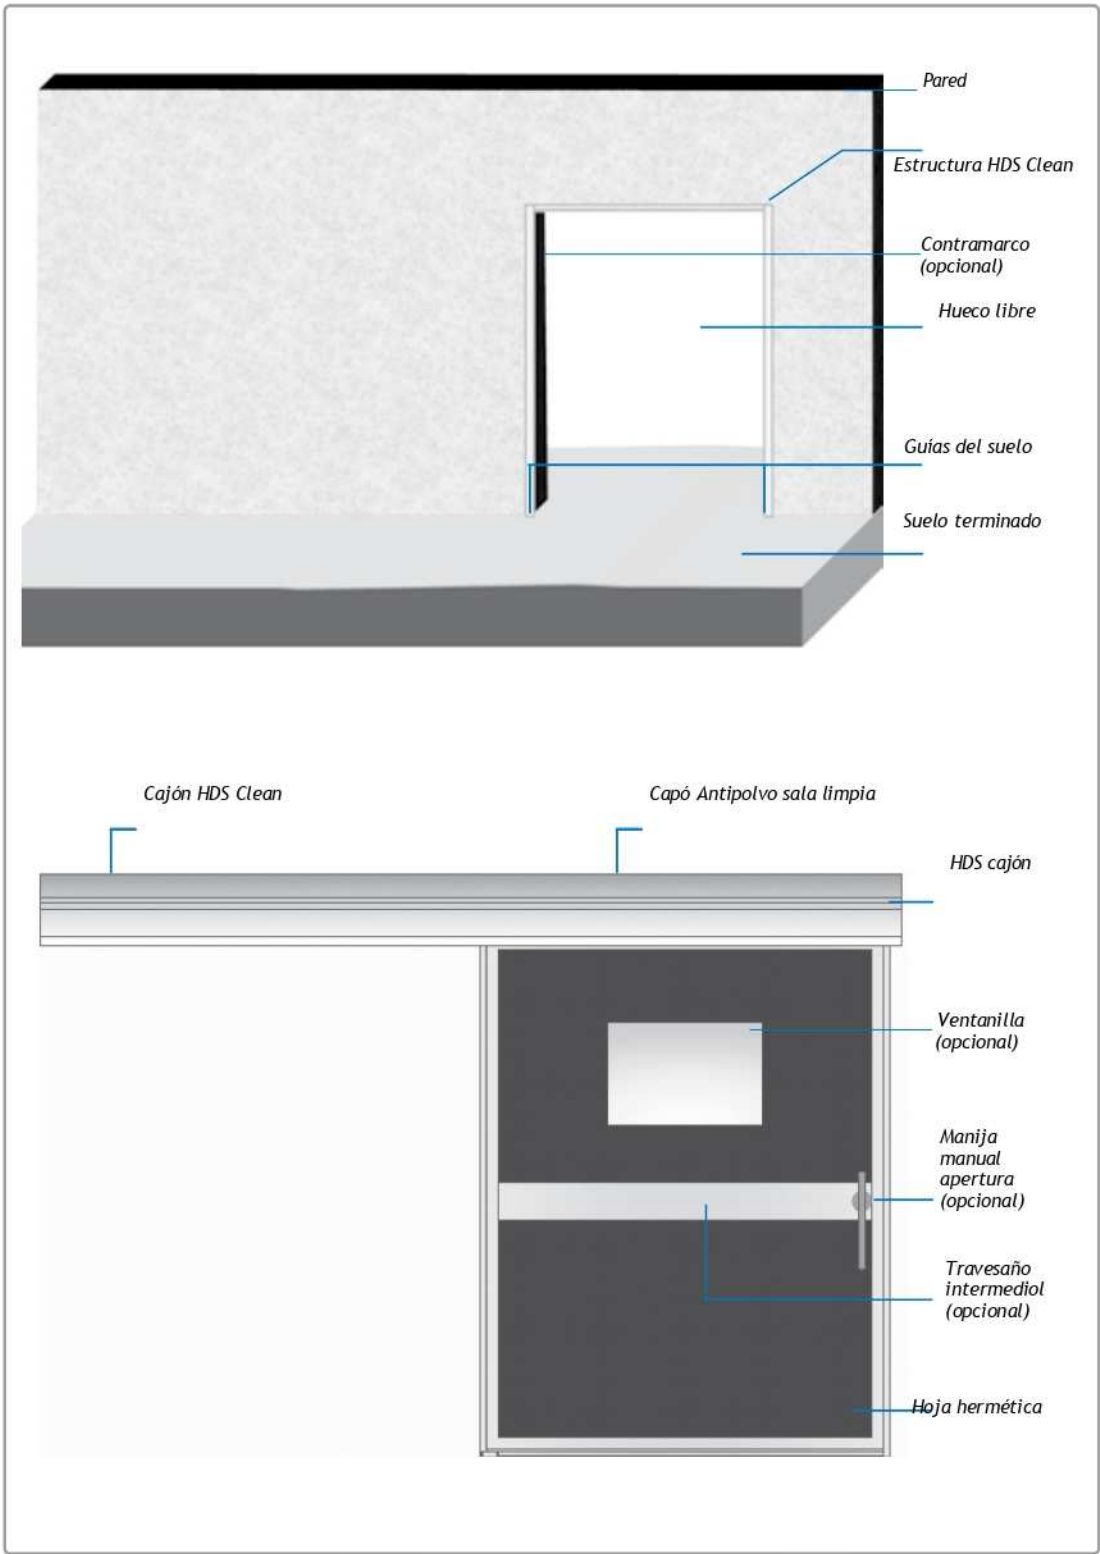 Pared
Estructura HDS Clean
Contramarco
(opcional)
Hueco libre
Guías del suelo
Suelo terminado
Cajón HDS Clean
Capó Antipolvo sala limpia
HDS cajón
Ventanilla
(opcional)
Manija
manual
apertura
(opcional)
Travesaño
intermediol
(opcional)
Hoja hermética